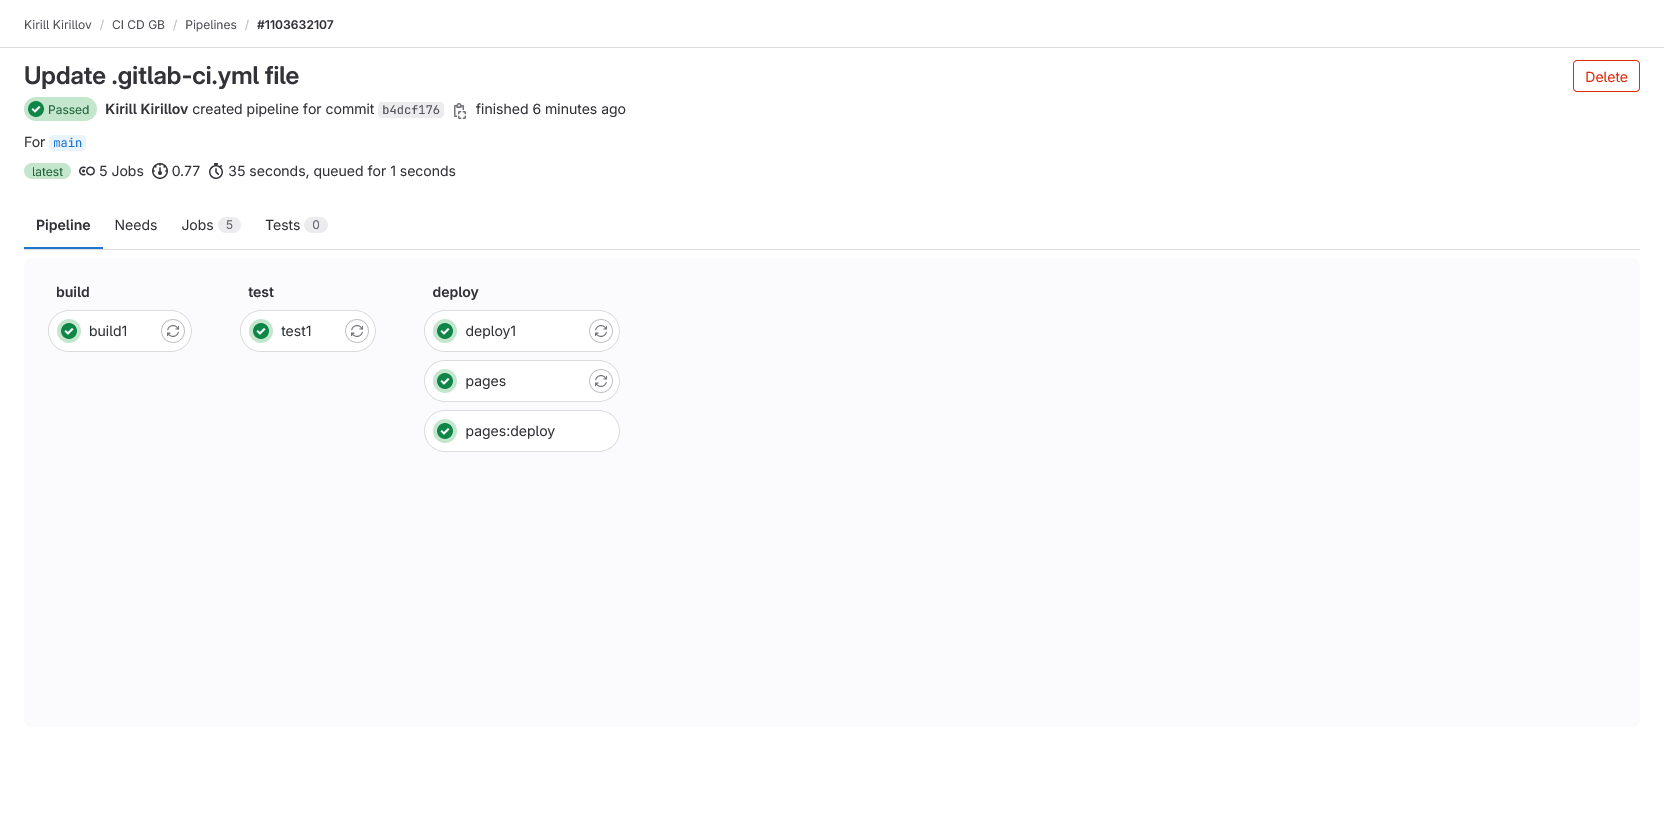 Kirill Kirillov / CI CD GB / Pipelines / #1103632107
Update .gitlab-ci.yml file
Delete
Passed Kirill Kirillov created pipeline for commit b4dcf176 finished 6 minutes ago
For main
latest 5 Jobs 0.77 35 seconds, queued for 1 seconds
Pipeline Needs Jobs 5 Tests 0
build test deploy
build1 test1 deploy1
pages
pages:deploy